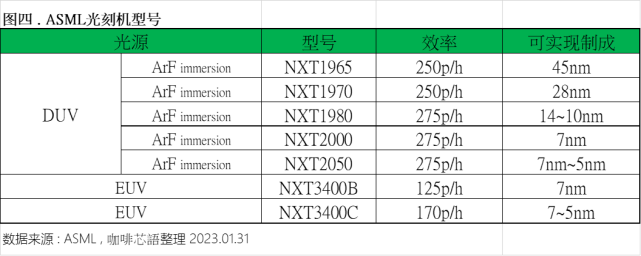 图四 . ASML光刻机型号
光源 型号 效率 可实现制成
DUV ArF immersion NXT1965 250p/h 45nm
ArF immersion NXT1970 250p/h 28nm
ArF immersion NXT1980 275p/h 14~10nm
ArF immersion NXT2000 275p/h 7nm
ArF immersion NXT2050 275p/h 7nm~5nm
EUV NXT3400B 125p/h 7nm
EUV NXT3400C 170p/h 7~5nm
数据来源 : ASML , 咖啡芯語整理 2023.01.31